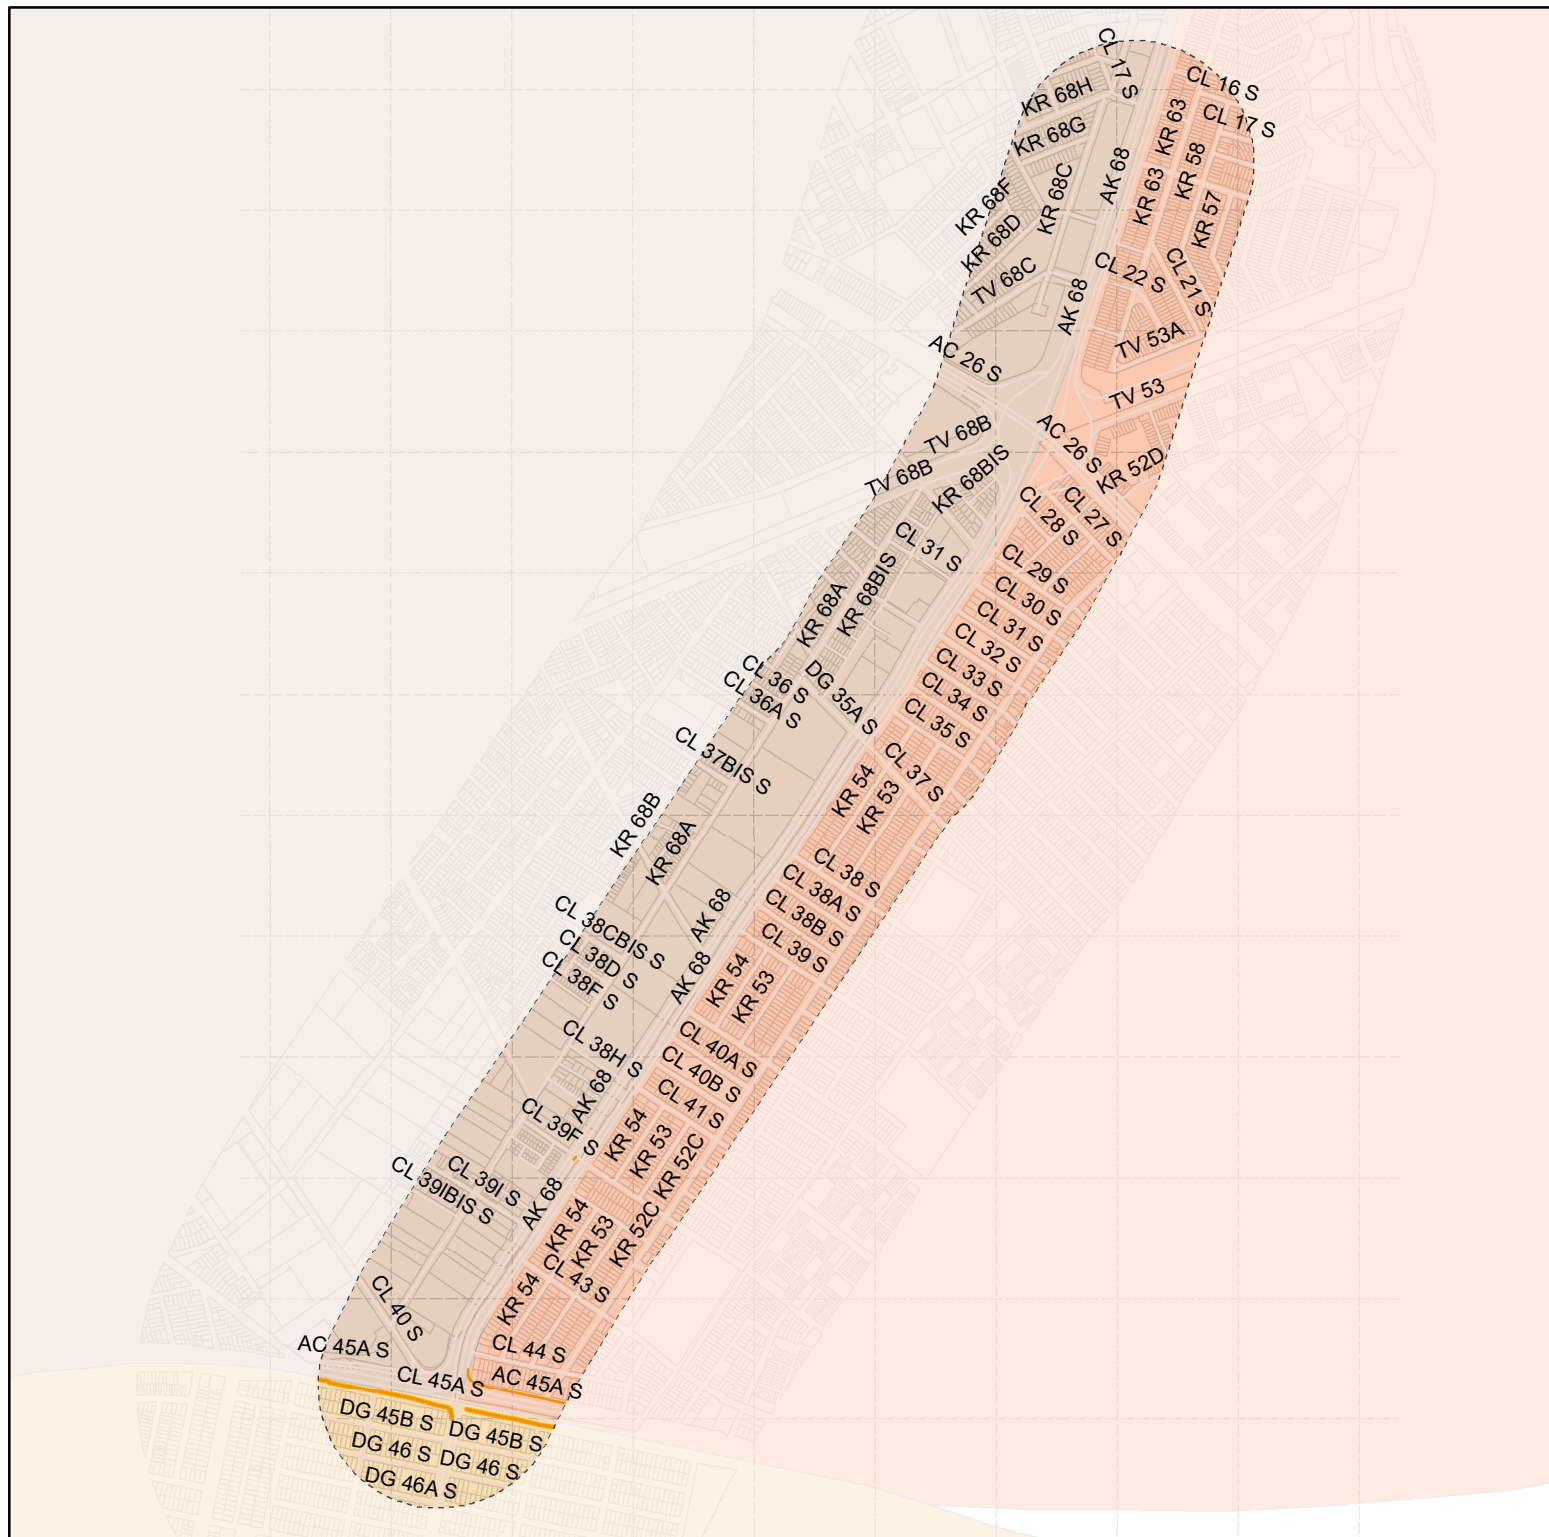 CL 17 S
CL 16 S
KR 68H
CL 17 S
KR 63
KR 68G
KR 58
AK 68
KR 68C
KR 63
KR 68F
KR 57
KR 68D
CL 22 S
CL 21 S
TV 68C
AK 68
TV 53A
AC 26 S
TV 53
TV 68B
AC 26 S
KR 52D
TV 68B
KR 68BIS
CL 27 S
CL 28 S
CL 31 S
CL 29 S
KR 68BIS
CL 30 S
KR 68A
CL 31 S
CL 32 S
CL 33 S
CL 36 S
DG 35A S
CL 34 S
CL 36A S
CL 35 S
CL 37BIS S
CL 37 S
KR 54
KR 53
KR 68B
KR 68A
CL 38 S
CL 38A S
AK 68
CL 38B S
CL 38CBIS S
CL 39 S
CL 38D S
AK 68
KR 54
CL 38F S
KR 53
CL 38H S
CL 40A S
CL 40B S
AK 68
CL 41 S
CL 39F S
KR 54
KR 53
KR 52C
CL 39I S
CL 39IBIS S
AK 68
KR 54
KR 53
KR 52C
CL 43 S
KR 54
CL 40 S
AC 45A S
CL 44 S
CL 45A S
AC 45A S
DG 45B S
DG 45B S
DG 46 S
DG 46 S
DG 46A S